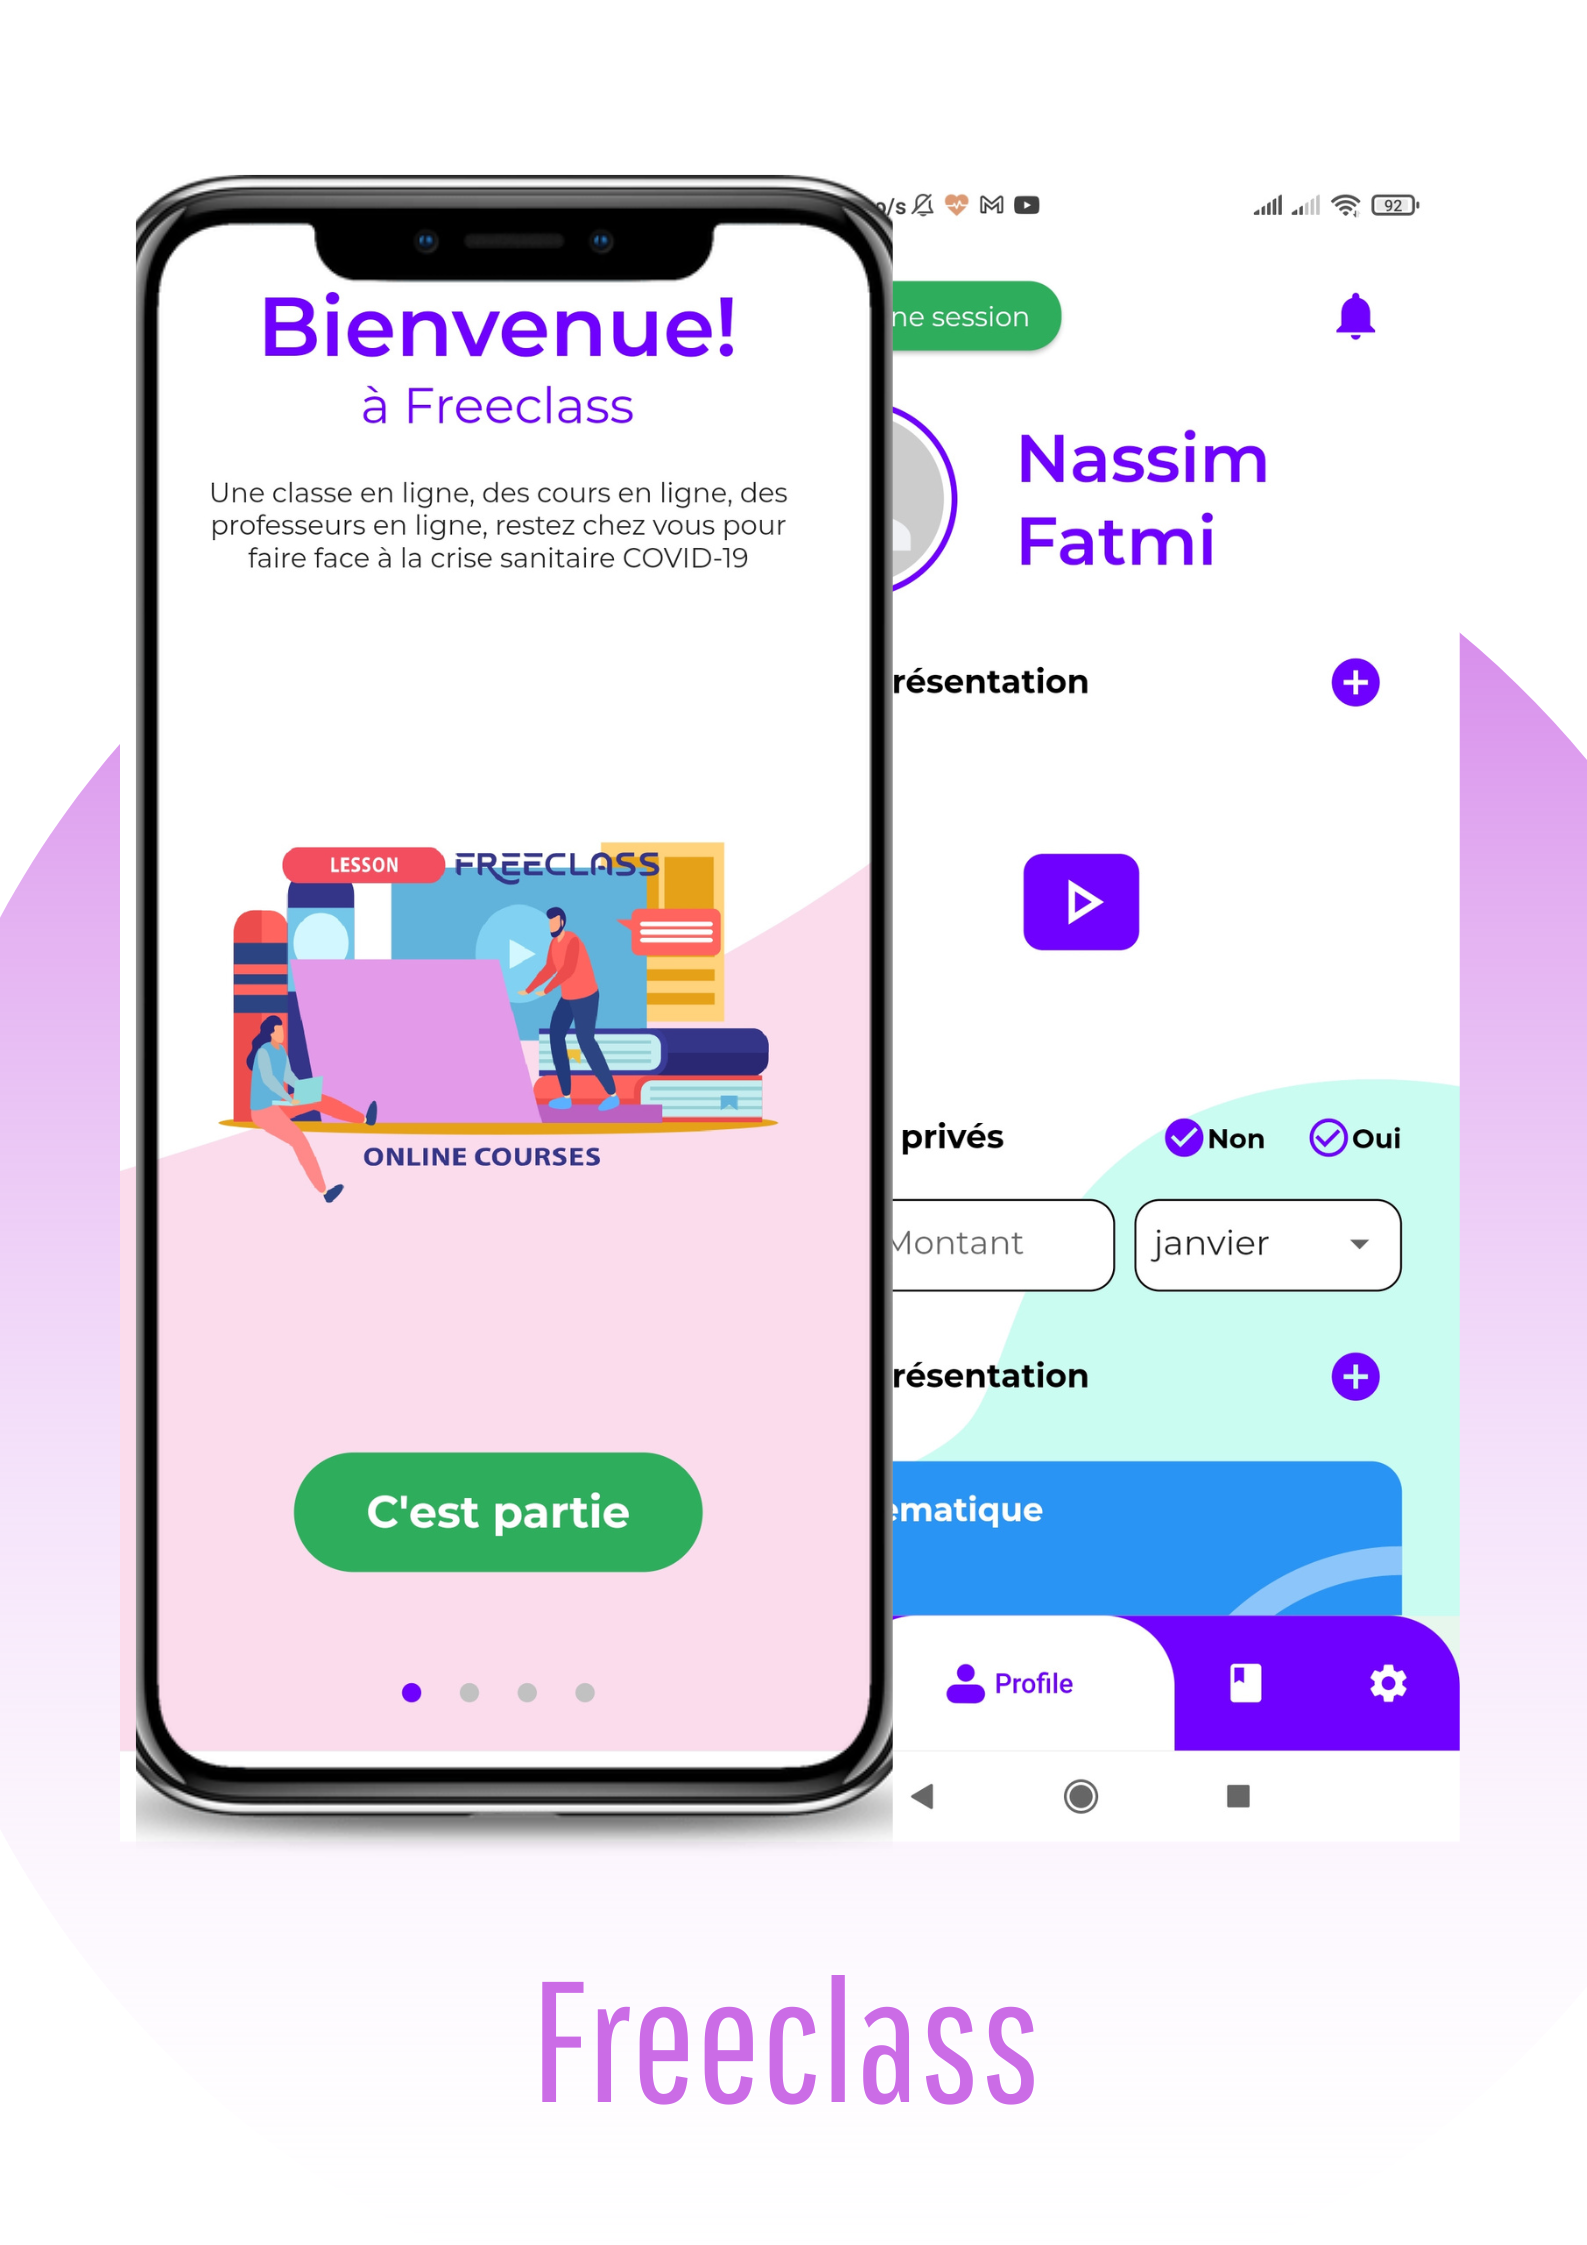 Bienvenue!
à Freeclass
Une classe en ligne, des cours en ligne, des
professeurs en ligne, restez chez vous pour
faire face à la crise sanitaire COVID-19
LESSON
FREECLASS
ONLINE COURSES
C'est partie
o/s
92
ne session
Nassim
Fatmi
résentation
privés
Non
Oui
Montant
janvier
résentation
ematique
Profile
Freeclass